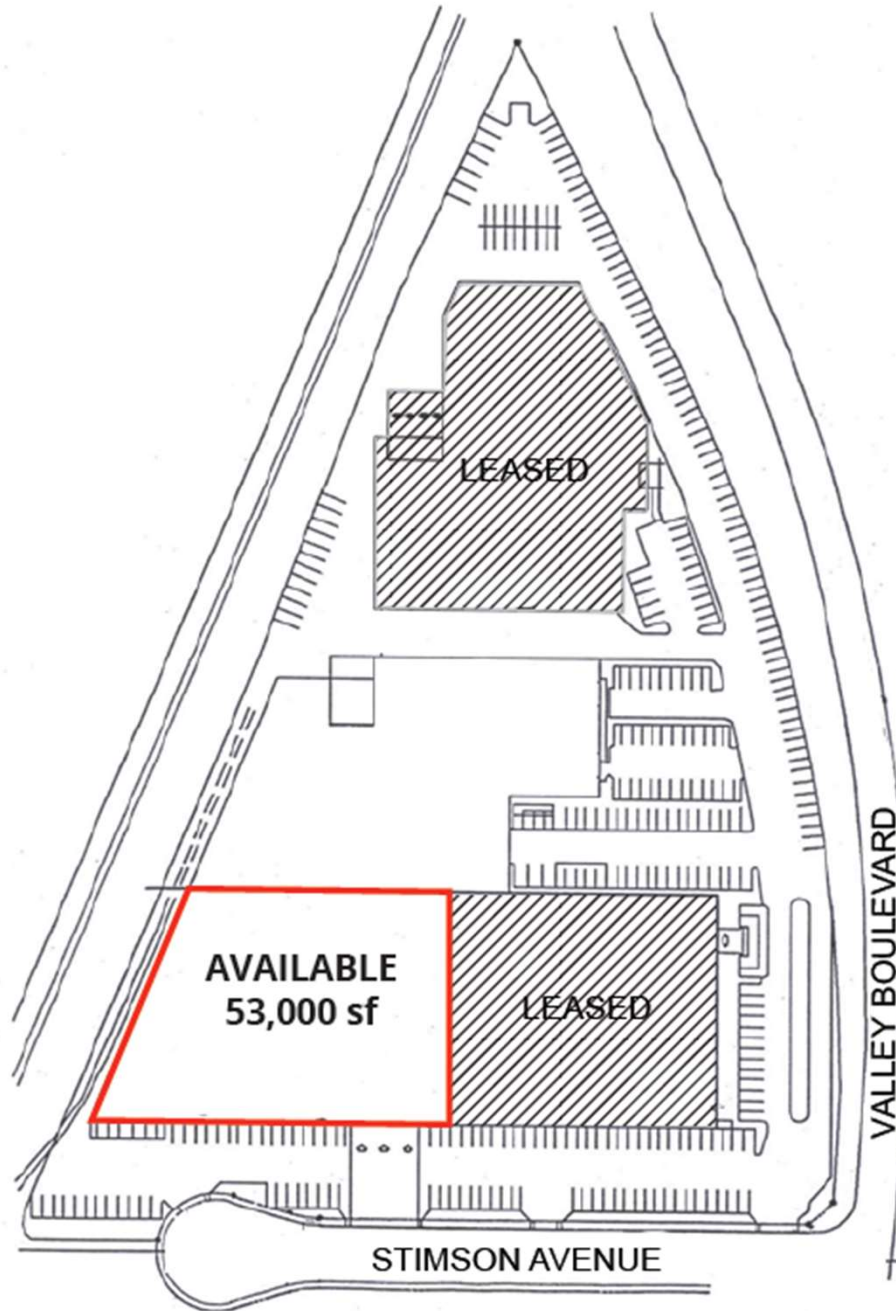 LEASED
AVAILABLE
53,000 sf
LEASED
VALLEY BOULEVARD
STIMSON AVENUE